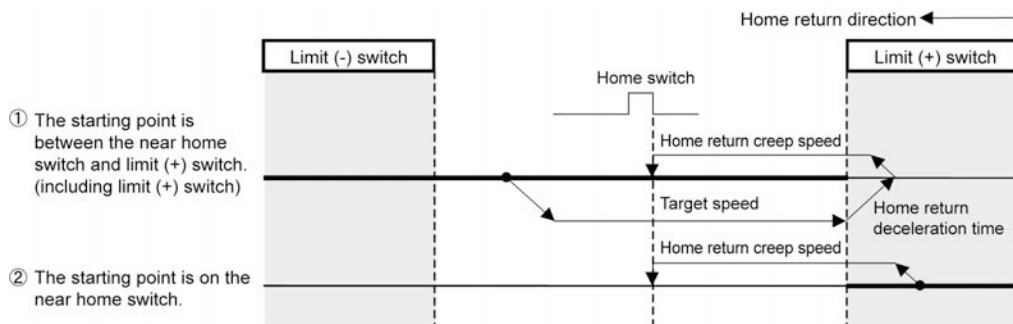 Home return direction
Limit (-) switch
Limit (+) switch
Home switch
① The starting point is
between the near home
switch and limit (+) switch.
(including limit (+) switch)
Home return creep speed
Target speed
Home return
deceleration time
Home return creep speed
② The starting point is on the
near home switch.